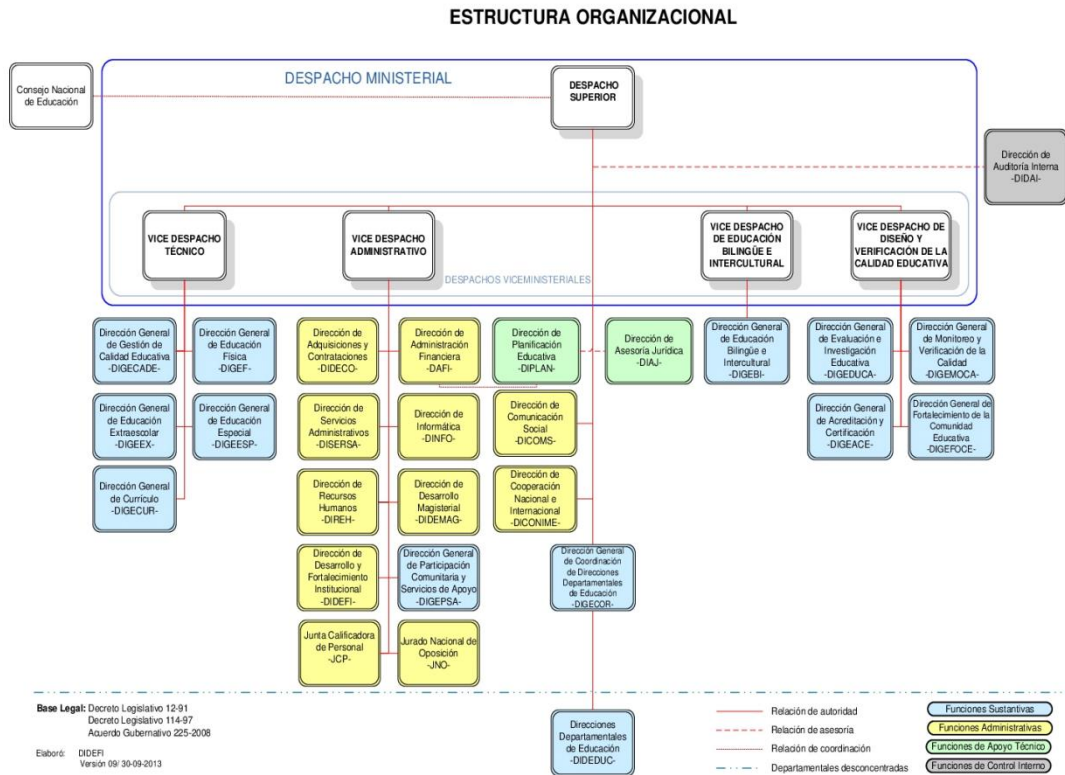 ESTRUCTURA ORGANIZACIONAL
Consejo Nacional
de Educación
DESPACHO MINISTERIAL
DESPACHO
SUPERIOR
Dirección de
Auditoría Interna
-DIDAI-
VICE DESPACHO
TÉCNICO
VICE DESPACHO
ADMINISTRATIVO
VICE DESPACHO
DE EDUCACIÓN
BILINGÜE E
INTERCULTURAL
VICE DESPACHO DE
DISEÑO Y
VERIFICACIÓN DE LA
CALIDAD EDUCATIVA
DESPACHOS VICEMINISTERIALES
Dirección General
de Gestión de
Calidad Educativa
-DIGECADE-
Dirección General
de Educación
Física
-DIGEF-
Dirección de
Adquisiciones y
Contrataciones
-DIDECO-
Dirección de
Administración
Financiera
-DAFI-
Dirección de
Planificación
Educativa
-DIPLAN-
Dirección de
Asesoría Jurídica
-DIAJ-
Dirección General
de Educación
Bilingüe e
Intercultural
-DIGEBI-
Dirección General
de Evaluación e
Investigación
Educativa
-DIGEDUCA-
Dirección General
de Monitoreo y
Verificación de la
Calidad
-DIGEMOCA-
Dirección General
de Educación
Extraescolar
-DIGEEX-
Dirección General
de Educación
Especial
-DIGEESP-
Dirección de
Servicios
Administrativos
-DISERSA-
Dirección de
Informática
-DINFO-
Dirección de
Comunicación
Social
-DICOMS-
Dirección General
de Acreditación y
Certificación
-DIGEACE-
Dirección General de
Fortalecimiento de la
Comunidad
Educativa
-DIGEFOCE-
Dirección General
de Currículo
-DIGECUR-
Dirección de
Recursos
Humanos
-DIREH-
Dirección de
Desarrollo
Magisterial
-DIDEMAG-
Dirección de
Cooperación
Nacional e
Internacional
-DICONIME-
Dirección de
Desarrollo y
Fortalecimiento
Institucional
-DIDEFI-
Dirección General
de Participación
Comunitaria y
Servicios de Apoyo
-DIGEPSA-
Dirección General
de Coordinación
de Direcciones
Departamentales
de Educación
-DIGECOR-
Junta Calificadora
de Personal
-JCP-
Jurado Nacional de
Oposición
-JNO-
Direcciones
Departamentales
de Educación
-DIDEDUC-
Base Legal: Decreto Legislativo 12-91
Decreto Legislativo 114-97
Acuerdo Gubernativo 225-2008
Elaboró: DIDEFI
Versión 09/ 30-09-2013
Relación de autoridad
Relación de asesoría
Relación de coordinación
Departamentales desconcentradas
Funciones Sustantivas
Funciones Administrativas
Funciones de Apoyo Técnico
Funciones de Control Interno